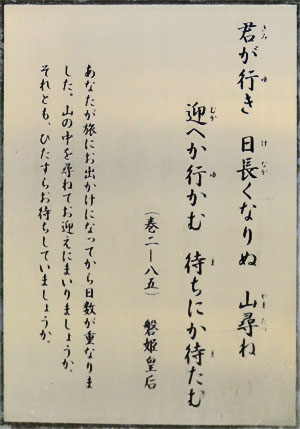 君が行き 日長くなりぬ 山尋ね
迎へか行かむ 待ちにか待たむ
(巻二―八五) 磐姫皇后
あなたが旅にお出かけになってから日数が重なりま
した。山の中を尋ねてお迎えにまいりましょうか。
それとも、ひたすらお待ちしていましょうか。